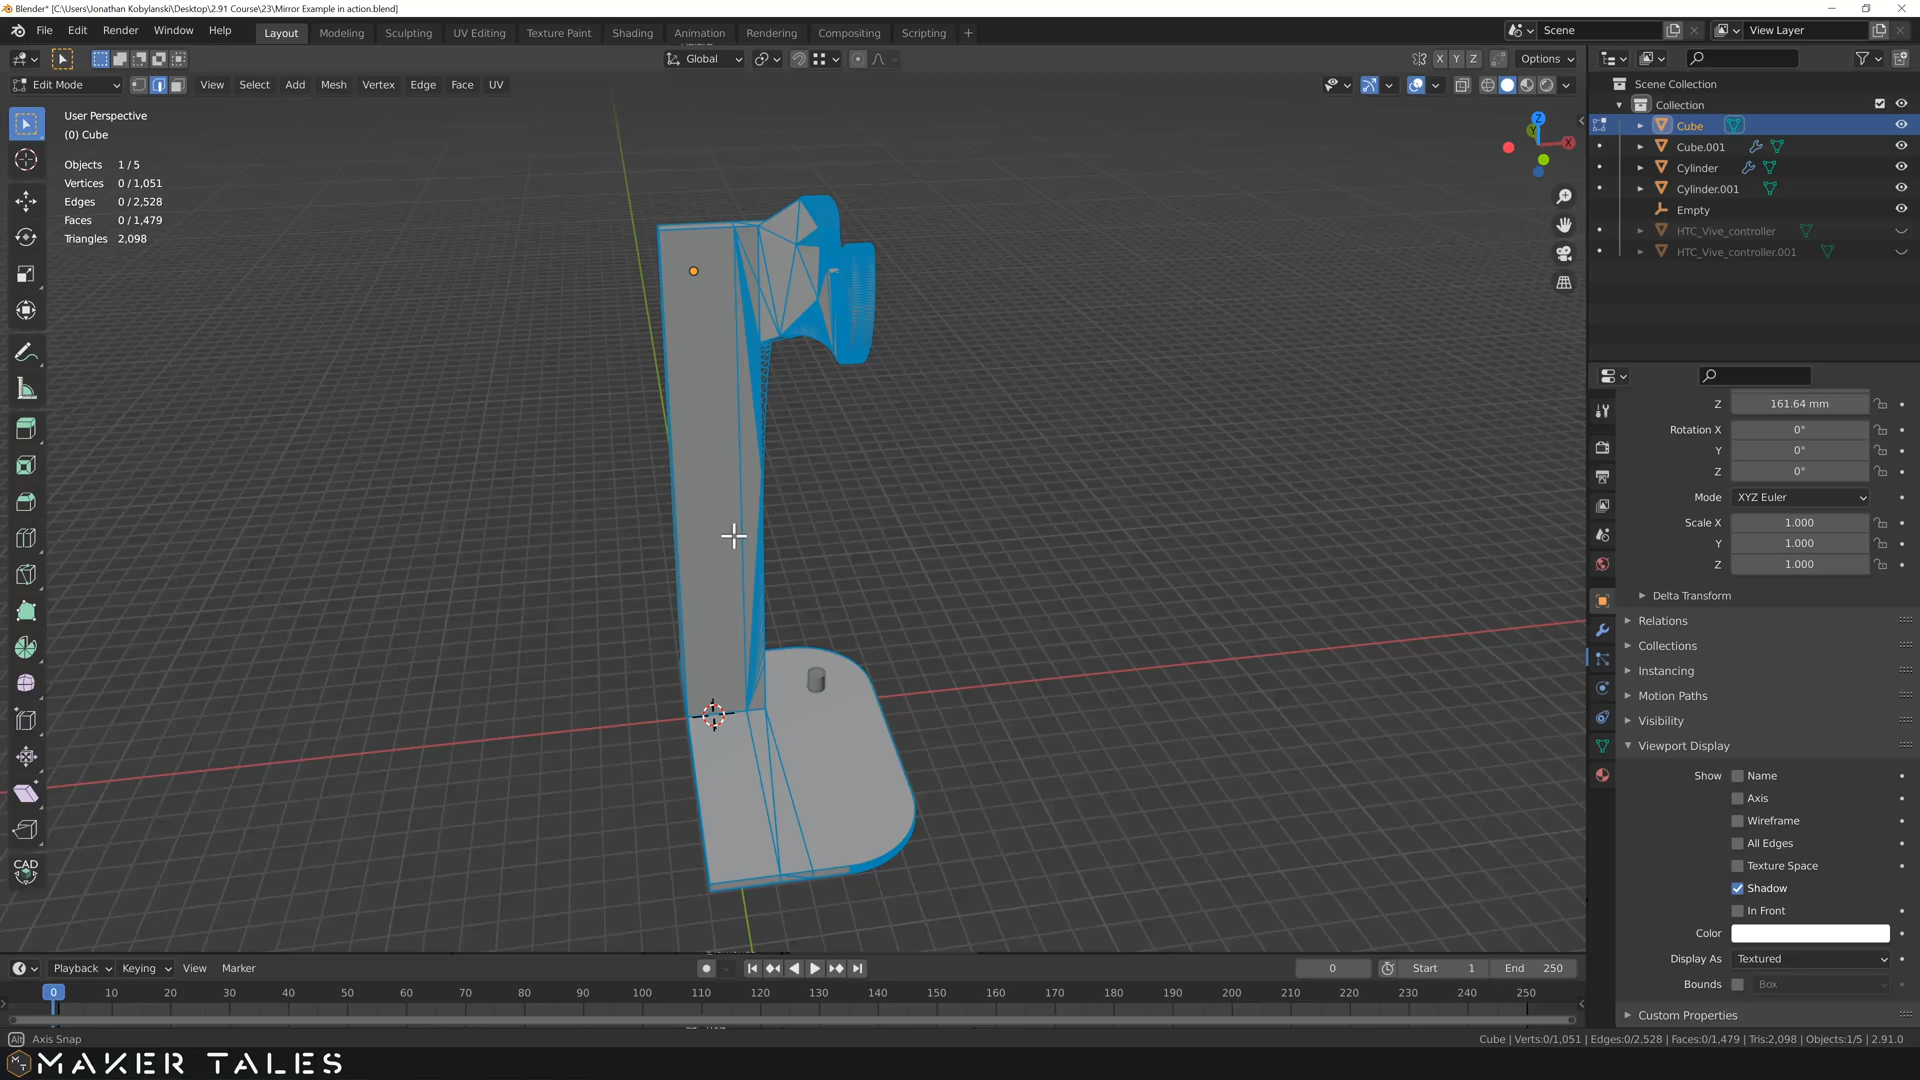 Blender* [C:\Users\Jonathan Kobylanski\Desktop\2.91 Course\23\Mirror Example in action.blend]
File Edit Render Window Help Layout Modeling Sculpting UV Editing Texture Paint Shading Animation Rendering Compositing Scripting + Scene View Layer
Global X Y Z Options
Edit Mode View Select Add Mesh Vertex Edge Face UV
User Perspective
(0) Cube
Objects 1 / 5
Vertices 0 / 1,051
Edges 0 / 2,528
Faces 0 / 1,479
Triangles 2,098
Z
Y
X
CAD
Scene Collection
Collection
Cube
Cube.001
Cylinder
Cylinder.001
Empty
HTC_Vive_controller
HTC_Vive_controller.001
Z 161.64 mm
Rotation X 0°
Y 0°
Z 0°
Mode XYZ Euler
Scale X 1.000
Y 1.000
Z 1.000
Delta Transform
Relations
Collections
Instancing
Motion Paths
Visibility
Viewport Display
Show Name
Axis
Wireframe
All Edges
Texture Space
Shadow
In Front
Color
Display As Textured
Bounds Box
Custom Properties
Playback Keying View Marker 0 Start 1 End 250
0 10 20 30 40 50 60 70 80 90 100 110 120 130 140 150 160 170 180 190 200 210 220 230 240 250
Alt Axis Snap
Cube | Verts:0/1,051 | Edges:0/2,528 | Faces:0/1,479 | Tris:2,098 | Objects:1/5 | 2.91.0
MAKER TALES